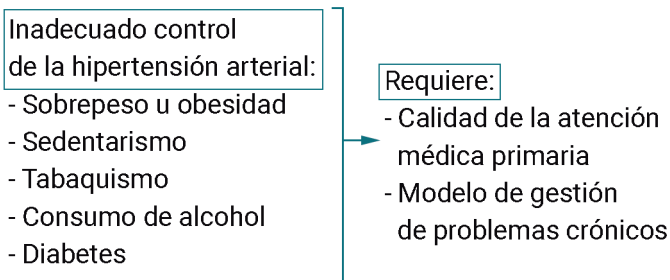 Inadecuado control
de la hipertensión arterial:
- Sobrepeso u obesidad
- Sedentarismo
- Tabaquismo
- Consumo de alcohol
- Diabetes
Requiere:
- Calidad de la atención
médica primaria
- Modelo de gestión
de problemas crónicos